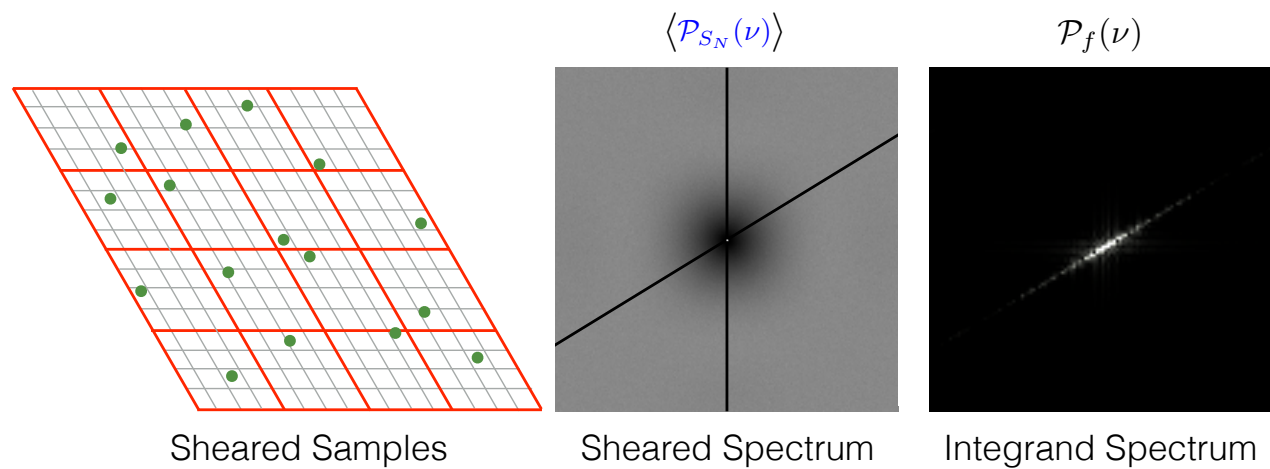 ⟨𝒫_{S_N}(ν)⟩
𝒫_f(ν)
Sheared Samples
Sheared Spectrum
Integrand Spectrum